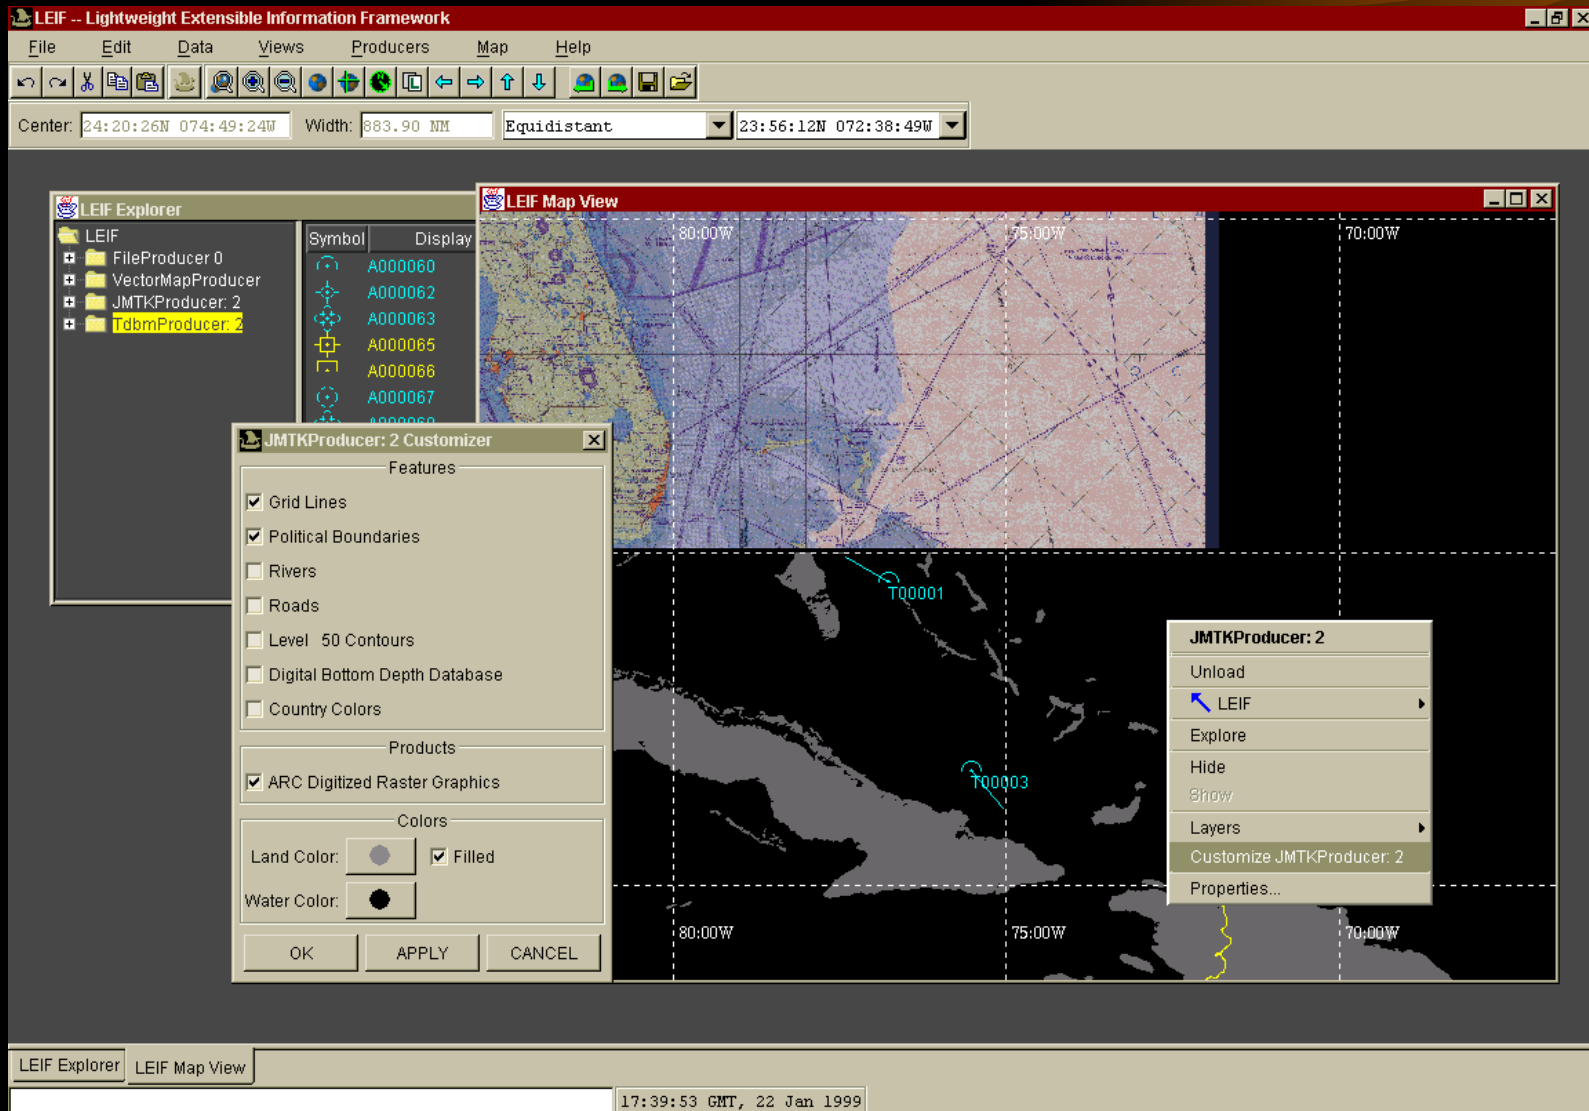 LEIF -- Lightweight Extensible Information Framework
File Edit Data Views Producers Map Help
Center: 24:20:26N 074:49:24W Width: 883.90 NM Equidistant 23:56:12N 072:38:49W
LEIF Explorer
LEIF
FileProducer 0
VectorMapProducer
JMTKProducer: 2
TdbmProducer: 2
Symbol Display
A000060
A000062
A000063
A000065
A000066
A000067
LEIF Map View
80:00W 75:00W 70:00W
T00001
T00003
80:00W 75:00W 70:00W
JMTKProducer: 2 Customizer
Features
Grid Lines
Political Boundaries
Rivers
Roads
Level 50 Contours
Digital Bottom Depth Database
Country Colors
Products
ARC Digitized Raster Graphics
Colors
Land Color: Filled
Water Color:
OK APPLY CANCEL
JMTKProducer: 2
Unload
LEIF
Explore
Hide
Show
Layers
Customize JMTKProducer: 2
Properties...
LEIF Explorer LEIF Map View
17:39:53 GMT, 22 Jan 1999